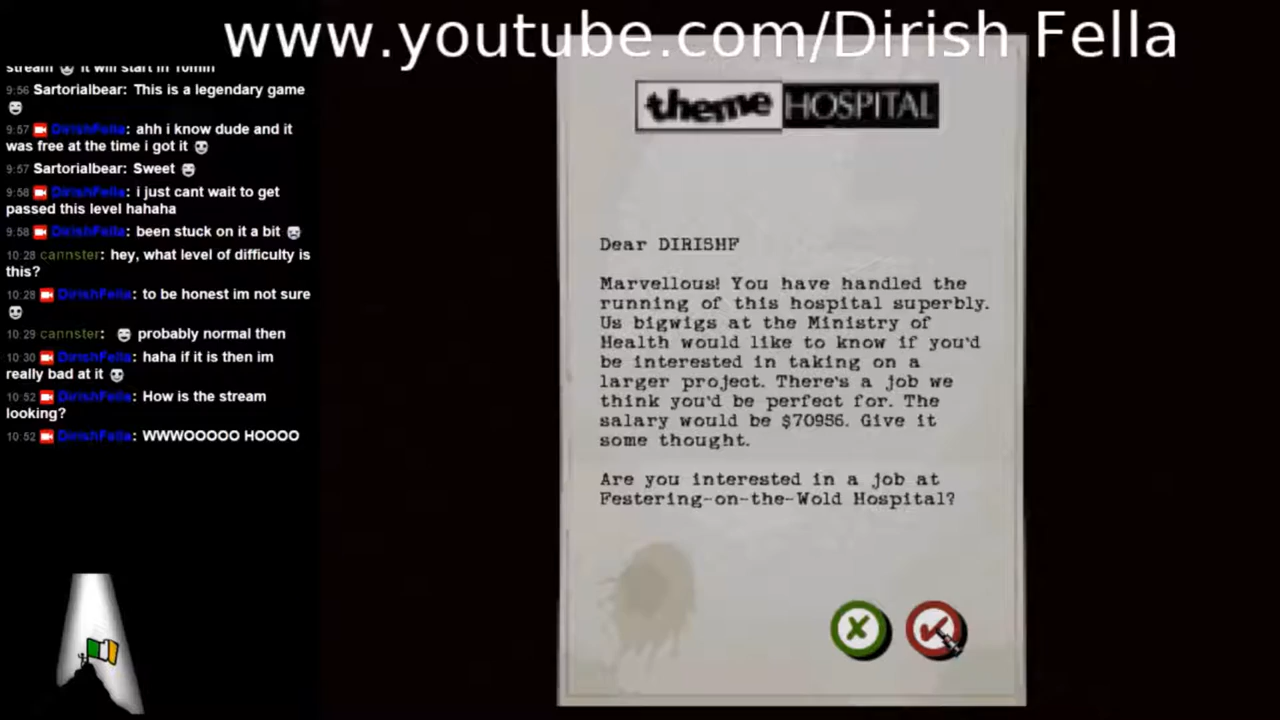 www.youtube.com/Dirish Fella
stream it will start in 10min
9:56 Sartorialbear: This is a legendary game
9:57 DirishFella: ahh i know dude and it
was free at the time i got it
9:57 Sartorialbear: Sweet
9:58 DirishFella: i just cant wait to get
passed this level hahaha
9:58 DirishFella: been stuck on it a bit
10:28 cannster: hey, what level of difficulty is
this?
10:28 DirishFella: to be honest im not sure
10:29 cannster: probably normal then
10:30 DirishFella: haha if it is then im
really bad at it
10:52 DirishFella: How is the stream
looking?
10:52 DirishFella: WWWOOOOO HOOOO
theme HOSPITAL
Dear DIRISHF
Marvellous! You have handled the
running of this hospital superbly.
Us bigwigs at the Ministry of
Health would like to know if you'd
be interested in taking on a
larger project. There's a job we
think you'd be perfect for. The
salary would be $70956. Give it
some thought.
Are you interested in a job at
Festering-on-the-Wold Hospital?